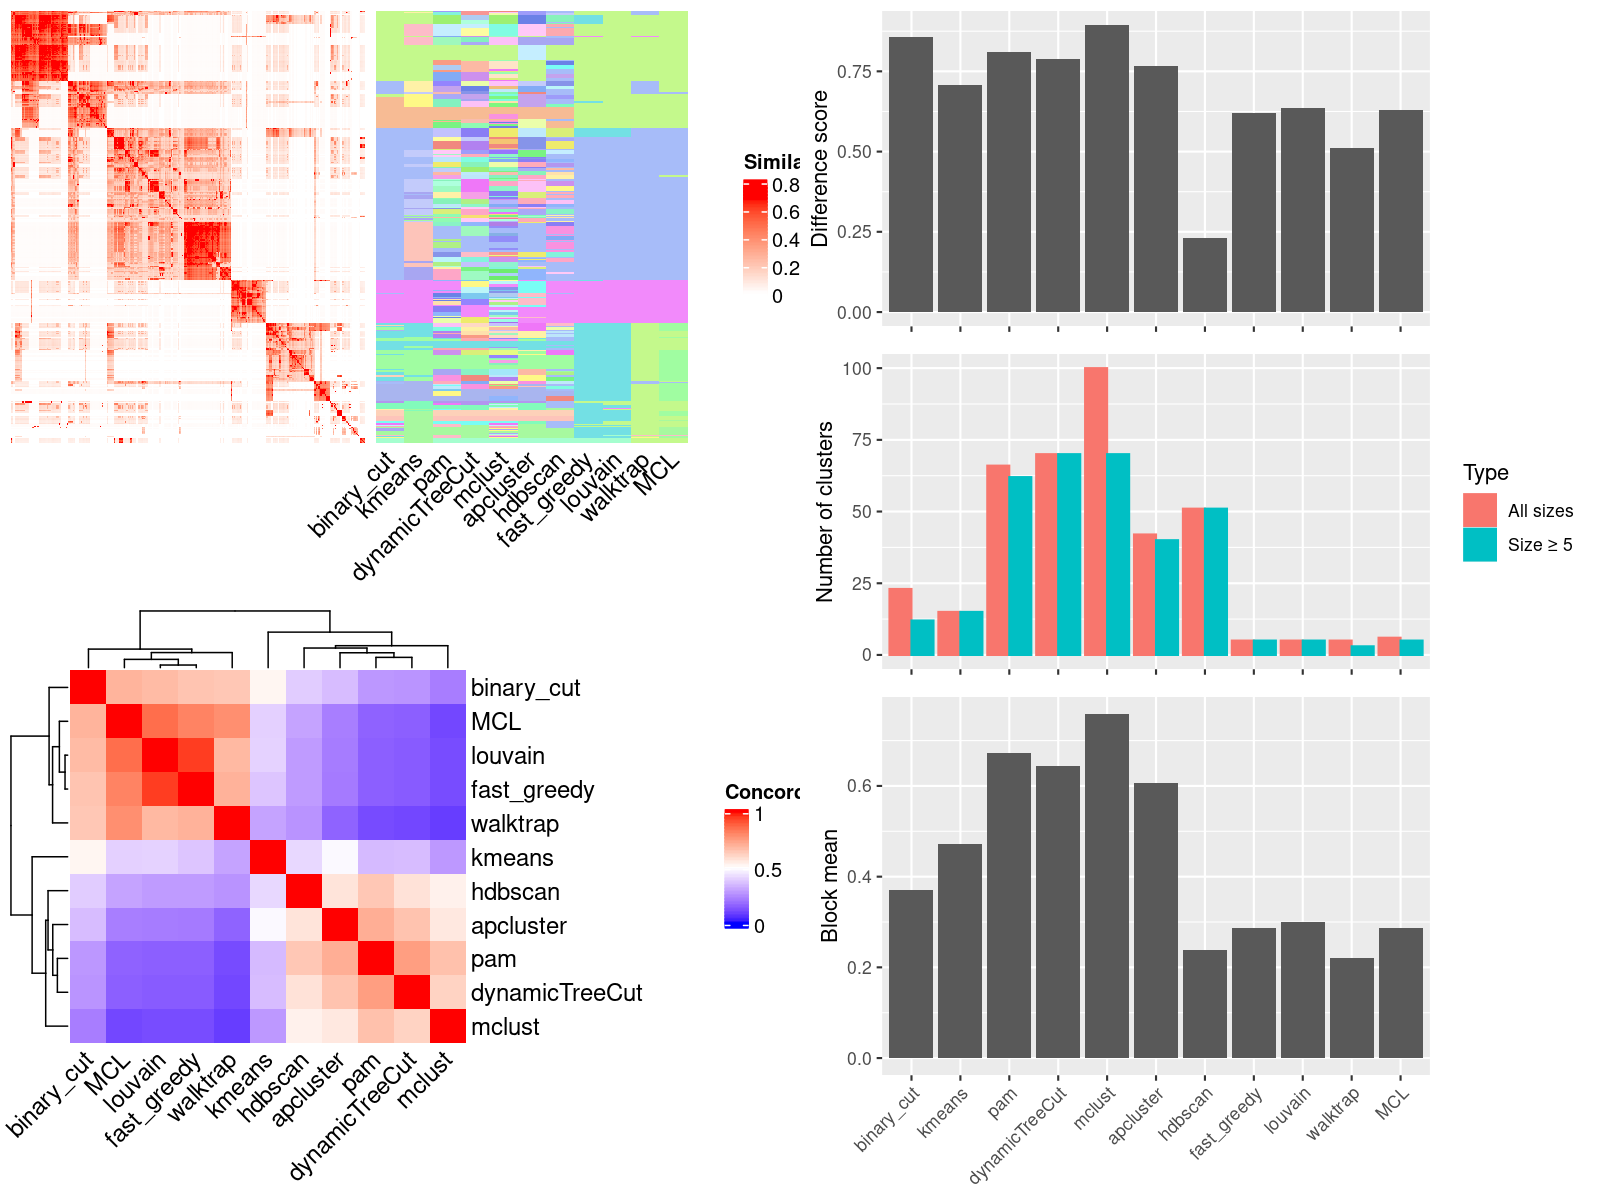 Simila
0.8
0.6
0.4
0.2
0
binary_cut
kmeans
pam
dynamicTreeCut
mclust
apcluster
hdbscan
fast_greedy
louvain
walktrap
MCL
Difference score
0.75
0.50
0.25
0.00
Number of clusters
100
75
50
25
0
Type
All sizes
Size ≥ 5
binary_cut
MCL
louvain
fast_greedy
walktrap
kmeans
hdbscan
apcluster
pam
dynamicTreeCut
mclust
binary_cut
MCL
louvain
fast_greedy
walktrap
kmeans
hdbscan
apcluster
pam
dynamicTreeCut
mclust
Concord
1
0.5
0
Block mean
0.6
0.4
0.2
0.0
binary_cut
kmeans
pam
dynamicTreeCut
mclust
apcluster
hdbscan
fast_greedy
louvain
walktrap
MCL